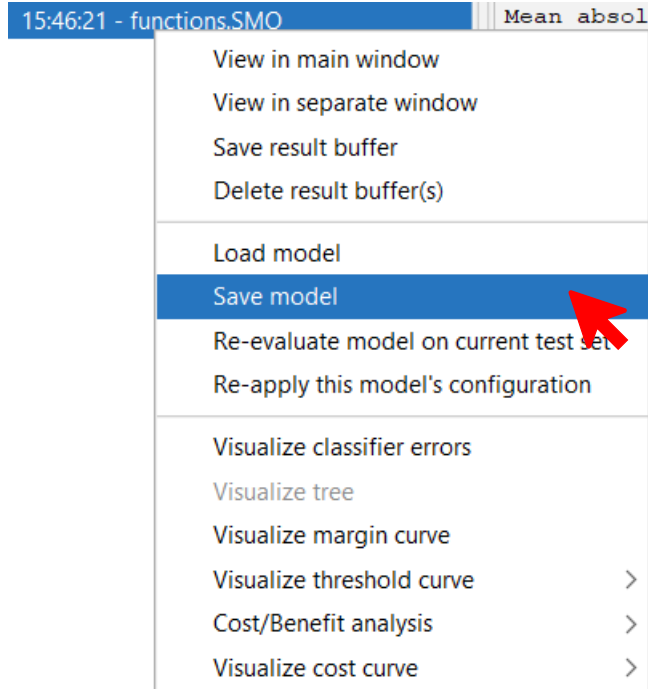 15:46:21 - functions.SMO
Mean absol
View in main window
View in separate window
Save result buffer
Delete result buffer(s)
Load model
Save model
Re-evaluate model on current test set
Re-apply this model's configuration
Visualize classifier errors
Visualize tree
Visualize margin curve
Visualize threshold curve
Cost/Benefit analysis
Visualize cost curve